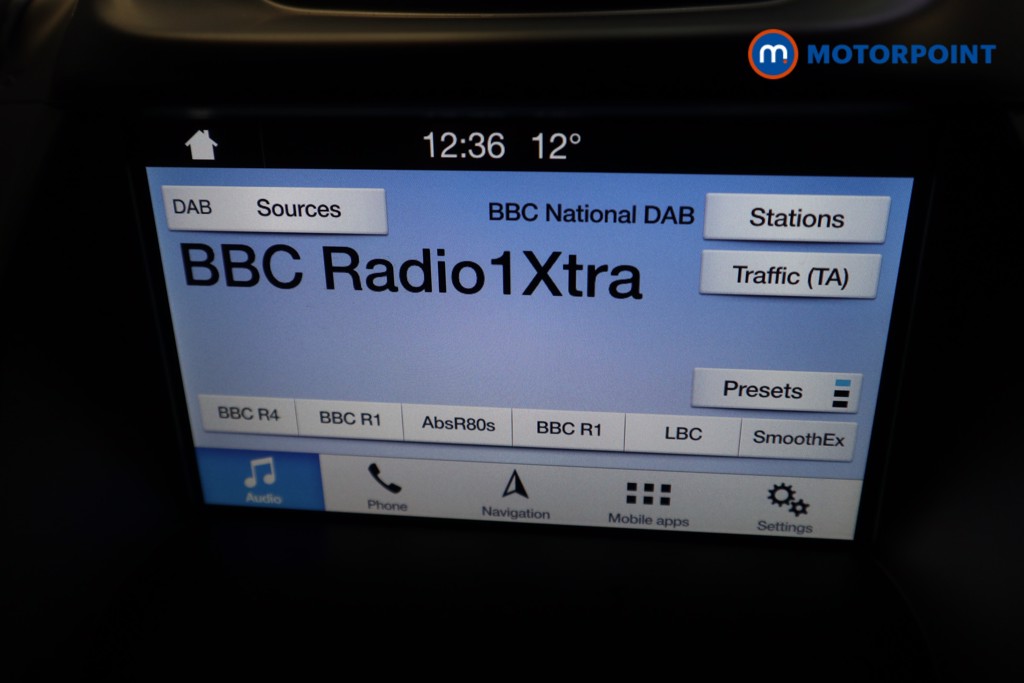 m MOTORPOINT
12:36 12°
DAB Sources
BBC National DAB
Stations
BBC Radio1Xtra
Traffic (TA)
Presets
BBC R4 BBC R1 AbsR80s BBC R1 LBC SmoothEx
Audio Phone Navigation Mobile apps Settings